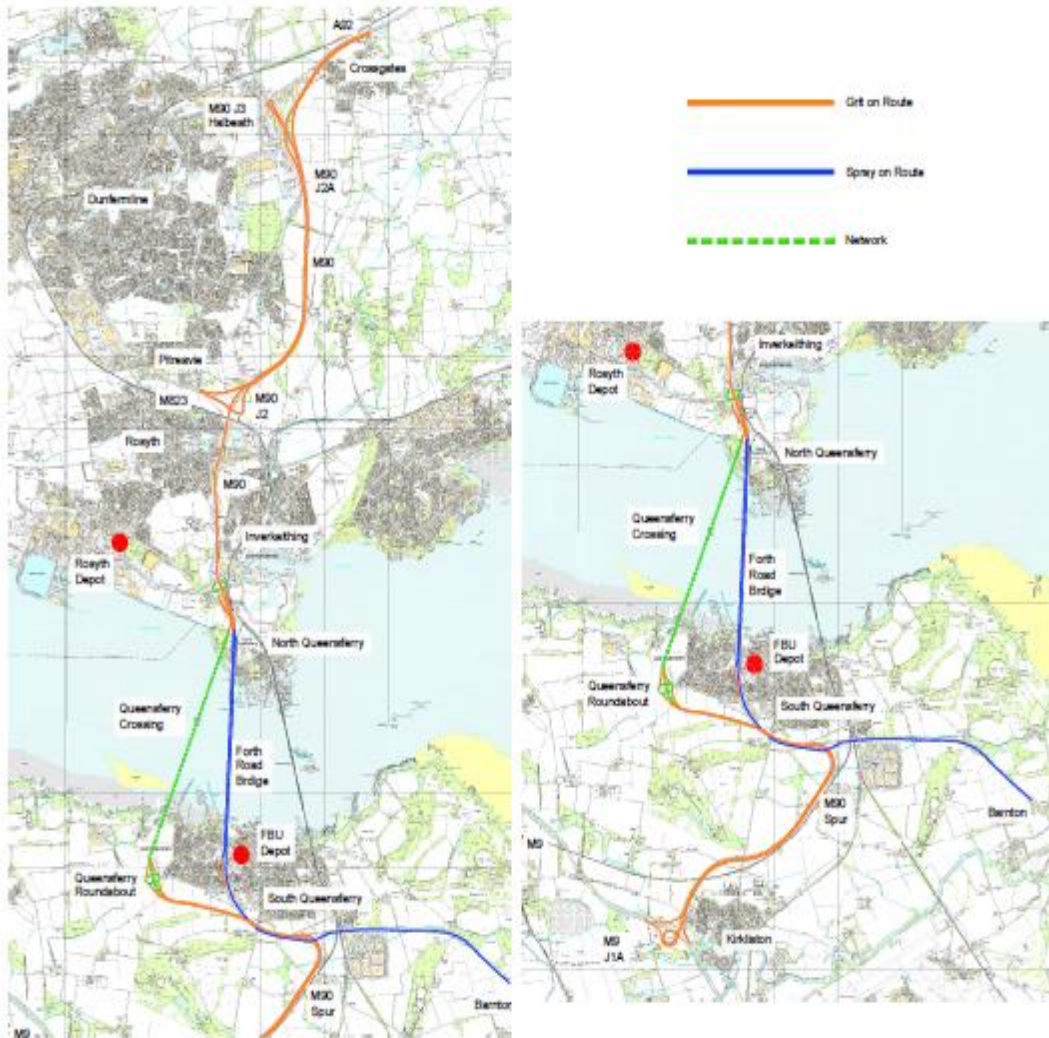 A92
Crossgates
M90 J3
Halbeath
M90
J2A
Dunfermline
M90
Pitreavie
M823
M90
J2
Rosyth
M90
Inverkeithing
Rosyth
Depot
North Queensferry
Queensferry
Crossing
Forth
Road
Brdige
FBU
Depot
Queensferry
Roundabout
South Queensferry
M90
Spur
Barnton
M9
Grit on Route
Spray on Route
Network
Inverkeithing
Rosyth
Depot
North Queensferry
Queensferry
Crossing
Forth
Road
Brdige
FBU
Depot
Queensferry
Roundabout
South Queensferry
M90
Spur
Barnton
M9
M9
J1A
Kirkliston